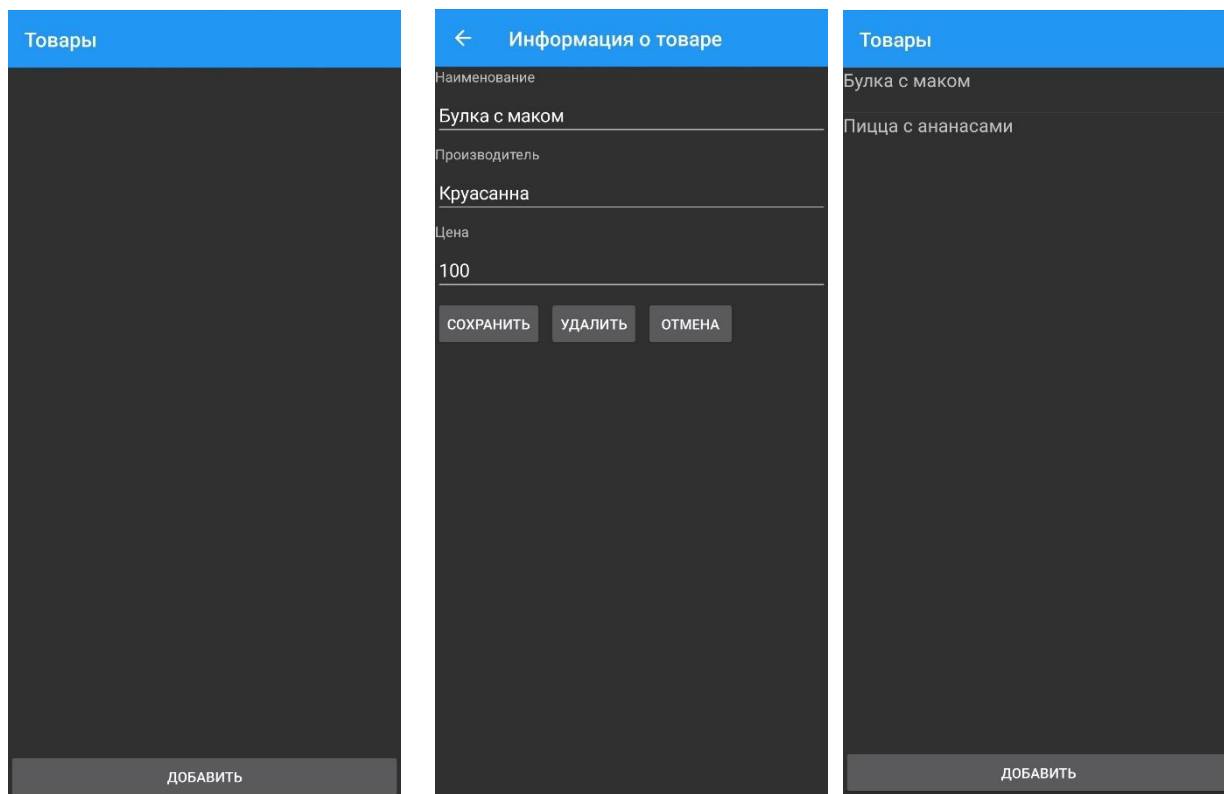 Товары
ДОБАВИТЬ
Информация о товаре
Наименование
Булка с маком
Производитель
Круасанна
Цена
100
СОХРАНИТЬ УДАЛИТЬ ОТМЕНА
Товары
Булка с маком
Пицца с ананасами
ДОБАВИТЬ